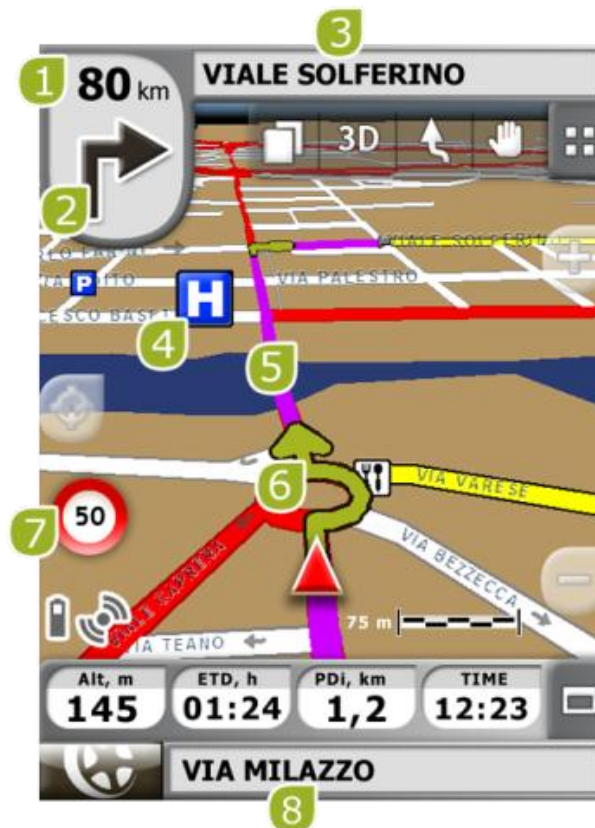 3
1
80 km
VIALE SOLFERINO
3D
2
VIALE SOLFERINO
P
H
VIA PALESTRO
4
5
6
VIA VARESE
7
50
VIA BEZZECCA
75 m
VIA TEANO
Alt, m
ETD, h
PDi, km
TIME
145
01:24
1,2
12:23
VIA MILAZZO
8